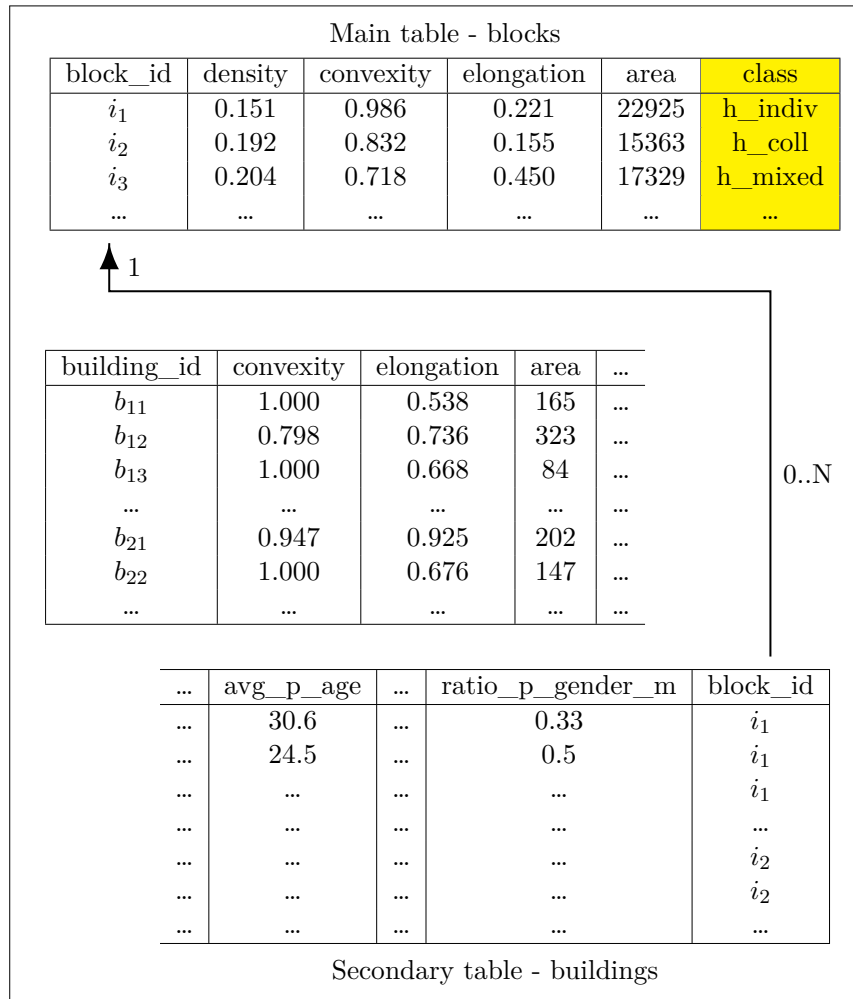 Main table - blocks
block_id density convexity elongation area class
i₁ 0.151 0.986 0.221 22925 h_indiv
i₂ 0.192 0.832 0.155 15363 h_coll
i₃ 0.204 0.718 0.450 17329 h_mixed
... ... ... ... ... ...
1
building_id convexity elongation area ...
b₁₁ 1.000 0.538 165 ...
b₁₂ 0.798 0.736 323 ...
b₁₃ 1.000 0.668 84 ...
... ... ... ... ...
b₂₁ 0.947 0.925 202 ...
b₂₂ 1.000 0.676 147 ...
... ... ... ... ...
0..N
... avg_p_age ... ratio_p_gender_m block_id
... 30.6 ... 0.33 i₁
... 24.5 ... 0.5 i₁
... ... ... ... i₁
... ... ... ... ...
... ... ... ... i₂
... ... ... ... i₂
... ... ... ... ...
Secondary table - buildings